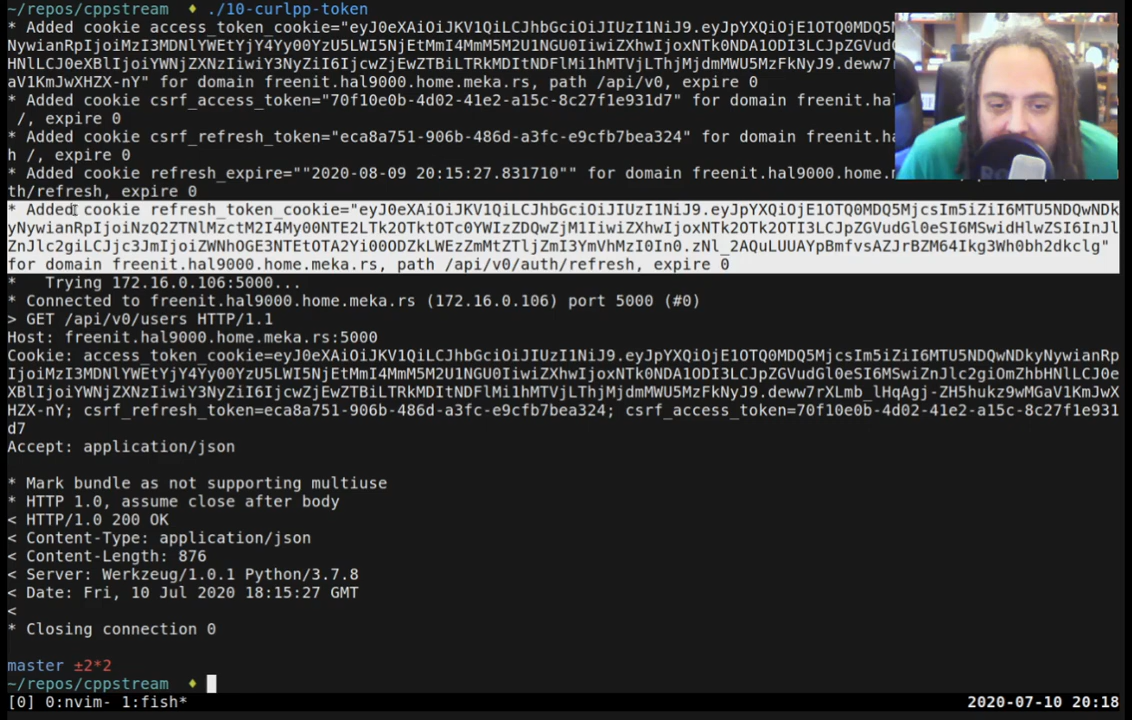 ~/repos/cppstream ♦ ./10-curlpp-token
* Added cookie access_token_cookie="eyJ0eXAiOiJKV1QiLCJhbGciOiJIUzI1NiJ9.eyJpYXQiOjE1OTQ0MDQ5M
HNlLCJ0eXBlIjoiYWNjZXNzIiwiY3NyZiI6IjcwZjEwZTBiLTRkMDItNDFlMi1hMTVjLThjMjdmMWU5MzFkNyJ9.deww7
aV1KmJwXHZX-nY" for domain freenit.hal9000.home.meka.rs, path /api/v0, expire 0
* Added cookie csrf_access_token="70f10e0b-4d02-41e2-a15c-8c27f1e931d7" for domain freenit.hal
/, expire 0
* Added cookie csrf_refresh_token="eca8a751-906b-486d-a3fc-e9cfb7bea324" for domain freenit.ha
h /, expire 0
* Added cookie refresh_expire=""2020-08-09 20:15:27.831710"" for domain freenit.hal9000.home.
th/refresh, expire 0
* Added cookie refresh_token_cookie="eyJ0eXAiOiJKV1QiLCJhbGciOiJIUzI1NiJ9.eyJpYXQiOjE1OTQ0MDQ5MjcsIm5iZiI6MTU5NDQwNDk
for domain freenit.hal9000.home.meka.rs, path /api/v0/auth/refresh, expire 0
* Trying 172.16.0.106:5000...
* Connected to freenit.hal9000.home.meka.rs (172.16.0.106) port 5000 (#0)
> GET /api/v0/users HTTP/1.1
Host: freenit.hal9000.home.meka.rs:5000
Cookie: access_token_cookie=eyJ0eXAiOiJKV1QiLCJhbGciOiJIUzI1NiJ9.eyJpYXQiOjE1OTQ0MDQ5MjcsIm5iZiI6MTU5NDQwNDkyNywianRp
XBlIjoiYWNjZXNzIiwiY3NyZiI6IjcwZjEwZTBiLTRkMDItNDFlMi1hMTVjLThjMjdmMWU5MzFkNyJ9.deww7rXLmb_lHqAgj-ZH5hukz9wMGaV1KmJwX
HZX-nY; csrf_refresh_token=eca8a751-906b-486d-a3fc-e9cfb7bea324; csrf_access_token=70f10e0b-4d02-41e2-a15c-8c27f1e931
d7
Accept: application/json
* Mark bundle as not supporting multiuse
* HTTP 1.0, assume close after body
< HTTP/1.0 200 OK
< Content-Type: application/json
< Content-Length: 876
< Server: Werkzeug/1.0.1 Python/3.7.8
< Date: Fri, 10 Jul 2020 18:15:27 GMT
<
* Closing connection 0
master ±2*2
~/repos/cppstream ♦
[0] 0:nvim- 1:fish* 2020-07-10 20:18